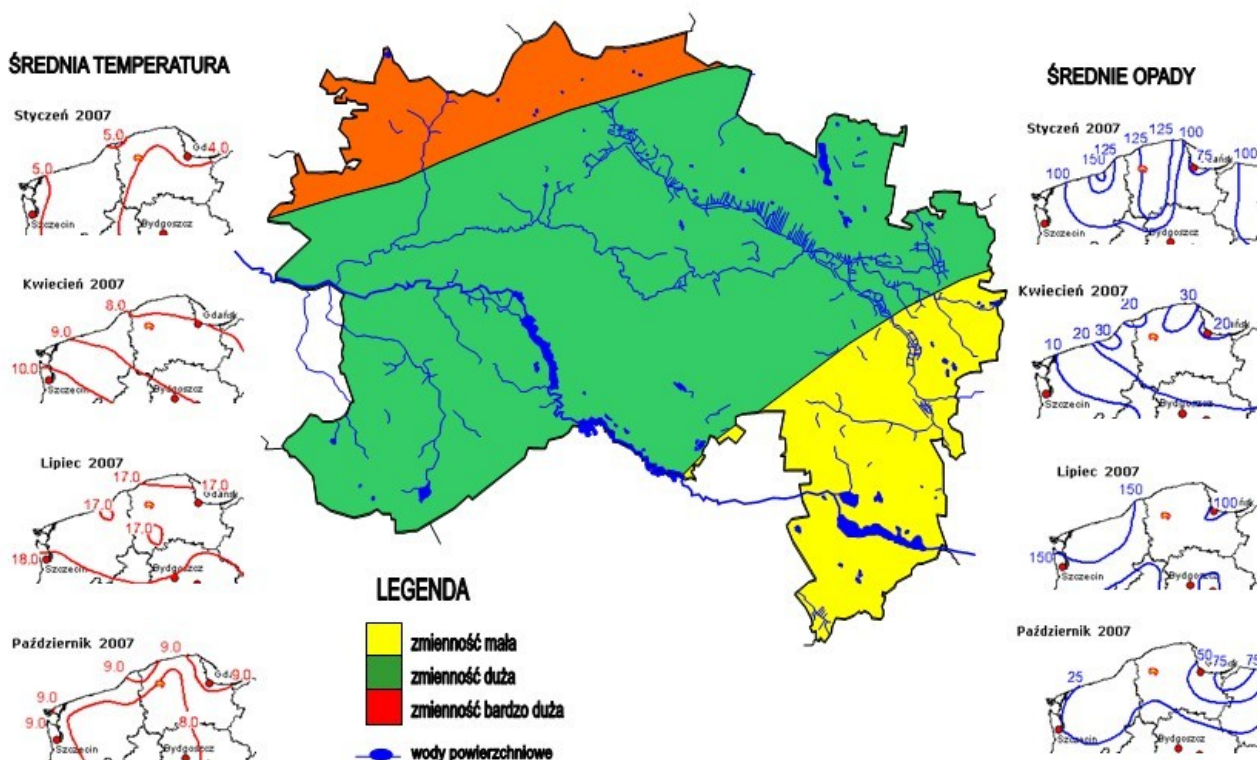 ŚREDNIA TEMPERATURA
Styczeń 2007
5.0
4.0
5.0
Szczecin
Bydgoszcz
Kwiecień 2007
8.0
Gdańsk
9.0
10.0
Szczecin
Bydgoszcz
Lipiec 2007
17.0
17.0
Gdańsk
17.0
17.0
18.0
Szczecin
Bydgoszcz
Październik 2007
9.0
9.0
9.0
9.0
9.0
8.0
Szczecin
Bydgoszcz
LEGENDA
zmienność mała
zmienność duża
zmienność bardzo duża
wody powierzchniowe
ŚREDNIE OPADY
Styczeń 2007
125
125
125
100
150
75
100
100
Szczecin
Bydgoszcz
Kwiecień 2007
20
30
20
30
20
10
Szczecin
Bydgoszcz
Lipiec 2007
150
100
150
Szczecin
Bydgoszcz
Październik 2007
50
75
75
25
Szczecin
Bydgoszcz